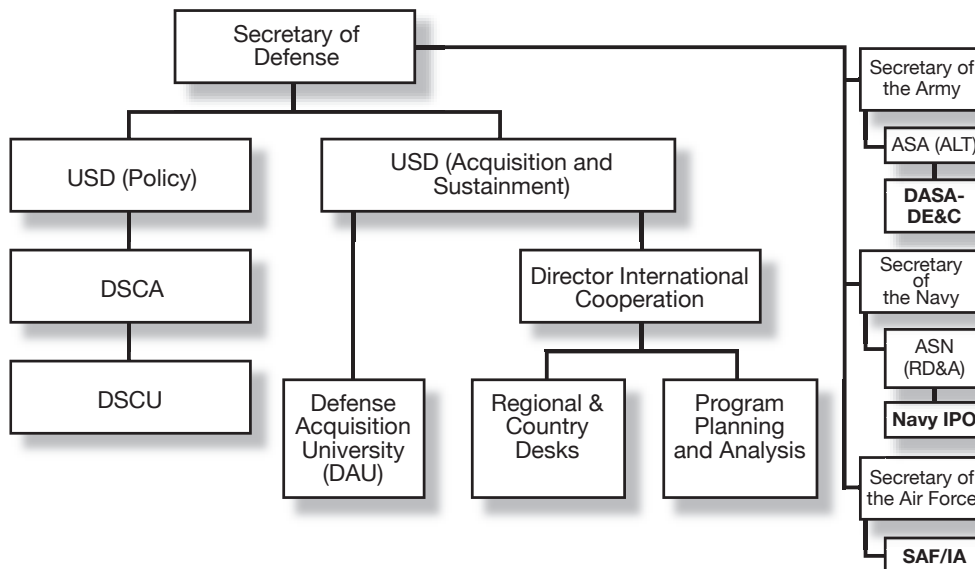 Secretary of
Defense
USD (Policy)
DSCA
DSCU
USD (Acquisition and
Sustainment)
Director International
Cooperation
Defense
Acquisition
University
(DAU)
Regional &
Country
Desks
Program
Planning
and Analysis
Secretary of
the Army
ASA (ALT)
DASA-
DE&C
Secretary
of
the Navy
ASN
(RD&A)
Navy IPO
Secretary of
the Air Force
SAF/IA